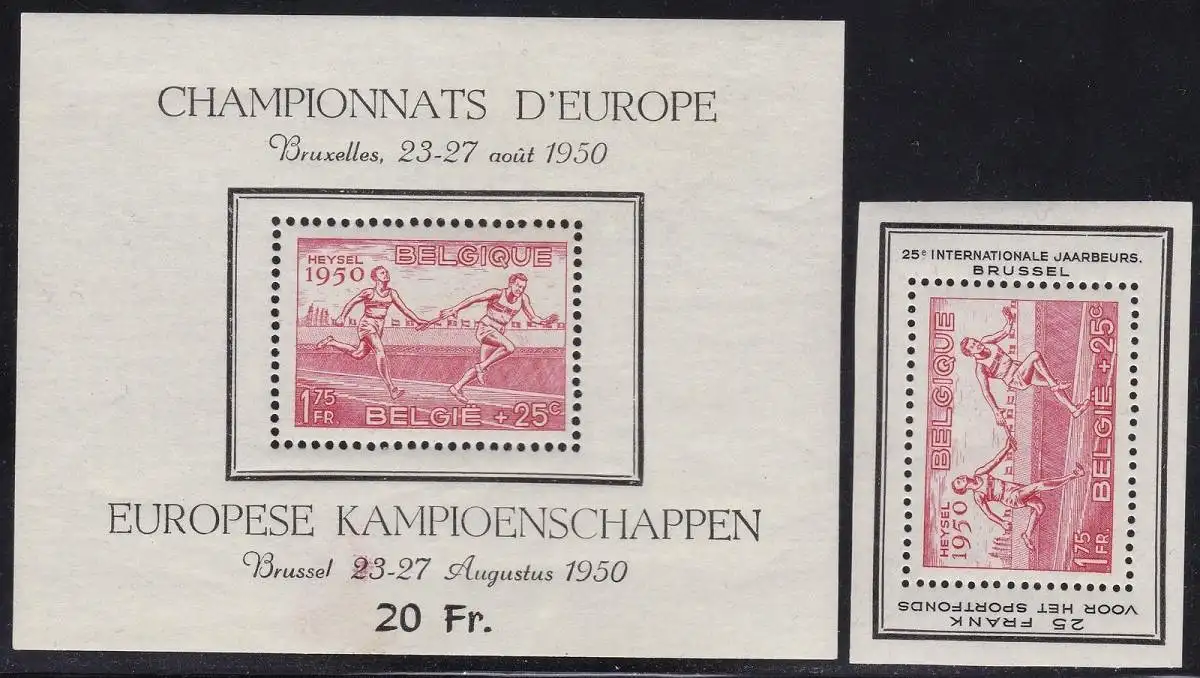 CHAMPIONNATS D'EUROPE
Bruxelles, 23-27 août 1950
HEYSEL
1950
BELGIQUE
1 75 FR.
BELGIË + 25c
EUROPESE KAMPIOENSCHAPPEN
Brussel 23-27 Augustus 1950
20 Fr.
25e INTERNATIONALE JAARBEURS.
BRUSSEL
HEYSEL
1950
BELGIQUE
1 75 FR.
BELGIË + 25c
25 FRANK
VOOR HET SPORTFONDS